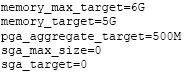 memory_max_target=6G
memory_target=5G
pga_aggregate_target=500M
sga_max_size=0
sga_target=0